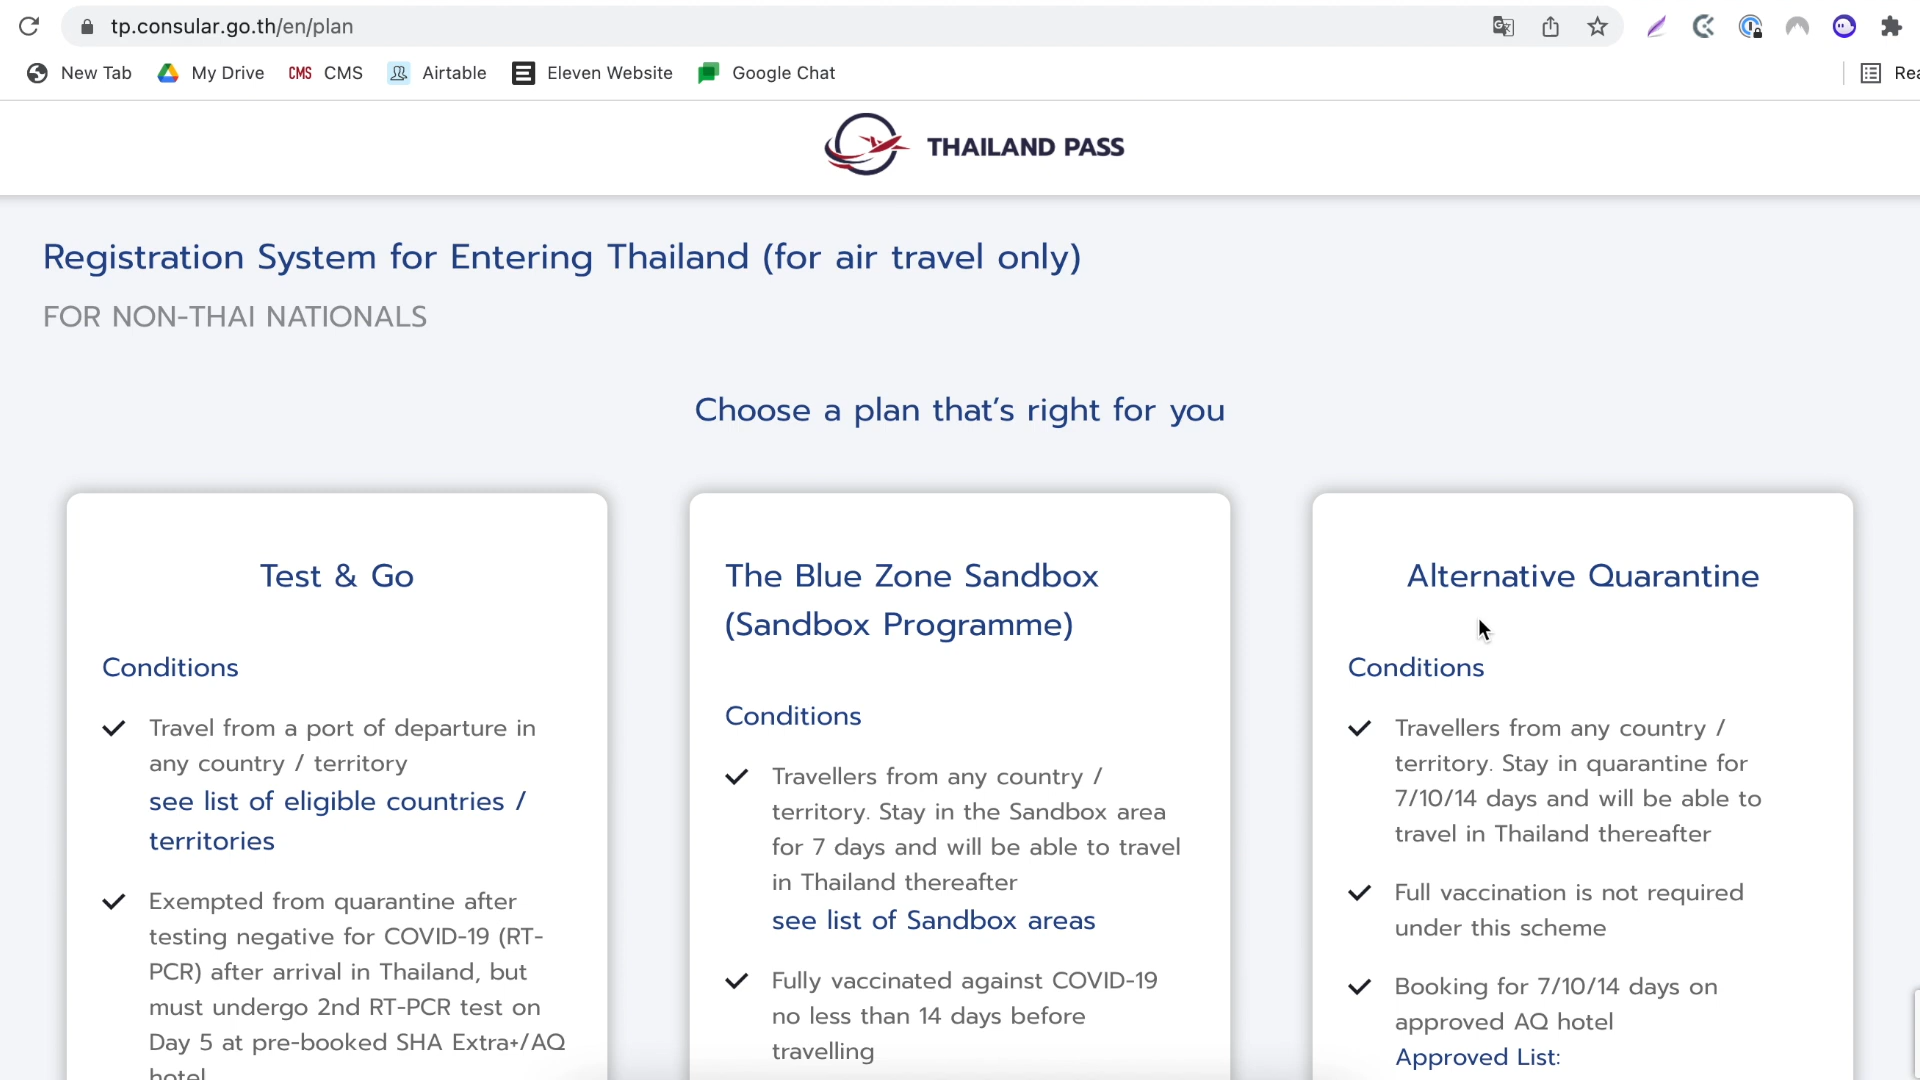 tp.consular.go.th/en/plan
New Tab
My Drive
CMS CMS
Airtable
Eleven Website
Google Chat
THAILAND PASS
Registration System for Entering Thailand (for air travel only)
FOR NON-THAI NATIONALS
Choose a plan that's right for you
Test & Go
Conditions
Travel from a port of departure in
any country / territory
see list of eligible countries /
territories
Exempted from quarantine after
testing negative for COVID-19 (RT-
PCR) after arrival in Thailand, but
must undergo 2nd RT-PCR test on
Day 5 at pre-booked SHA Extra+/AQ
hotel
The Blue Zone Sandbox
(Sandbox Programme)
Conditions
Travellers from any country /
territory. Stay in the Sandbox area
for 7 days and will be able to travel
in Thailand thereafter
see list of Sandbox areas
Fully vaccinated against COVID-19
no less than 14 days before
travelling
Alternative Quarantine
Conditions
Travellers from any country /
territory. Stay in quarantine for
7/10/14 days and will be able to
travel in Thailand thereafter
Full vaccination is not required
under this scheme
Booking for 7/10/14 days on
approved AQ hotel
Approved List: